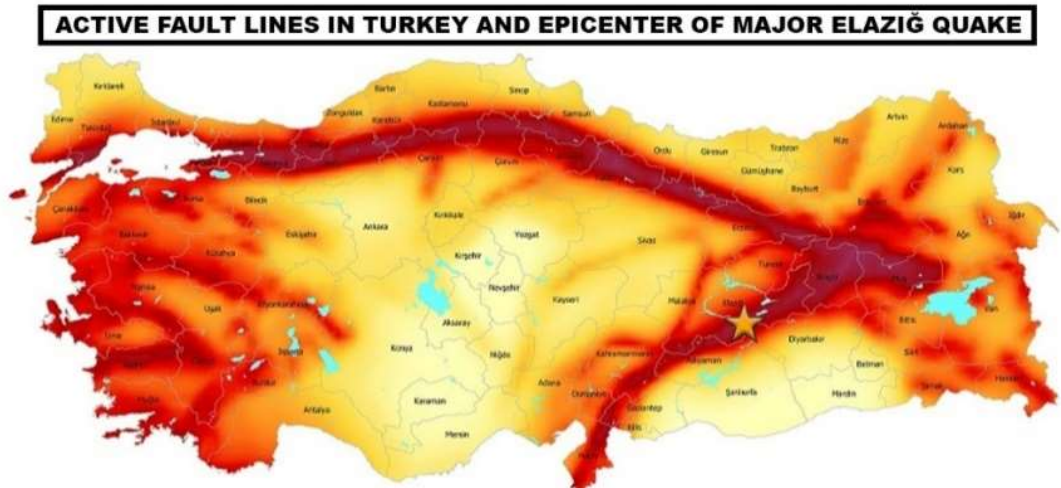 ACTIVE FAULT LINES IN TURKEY AND EPICENTER OF MAJOR ELAZIĞ QUAKE
Kırklareli
Edirne
Tekirdağ
İstanbul
Zonguldak
Bartın
Karabük
Kastamonu
Sinop
Samsun
Ordu
Giresun
Trabzon
Rize
Artvin
Ardahan
Gümüşhane
Bayburt
Kars
Iğdır
Ağrı
Çankırı
Çorum
Çanakkale
Balıkesir
Bursa
Bilecik
Eskişehir
Kütahya
Ankara
Kırıkkale
Yozgat
Sivas
Tunceli
Bingöl
Muş
Van
Bitlis
Manisa
Uşak
Afyonkarahisar
Kırşehir
Nevşehir
Kayseri
Malatya
Elazığ
Diyarbakır
Batman
Siirt
Şırnak
Hakkari
İzmir
Aydın
Isparta
Burdur
Konya
Aksaray
Niğde
Kahramanmaraş
Adıyaman
Şanlıurfa
Mardin
Muğla
Antalya
Karaman
Mersin
Adana
Osmaniye
Gaziantep
Kilis
Hatay